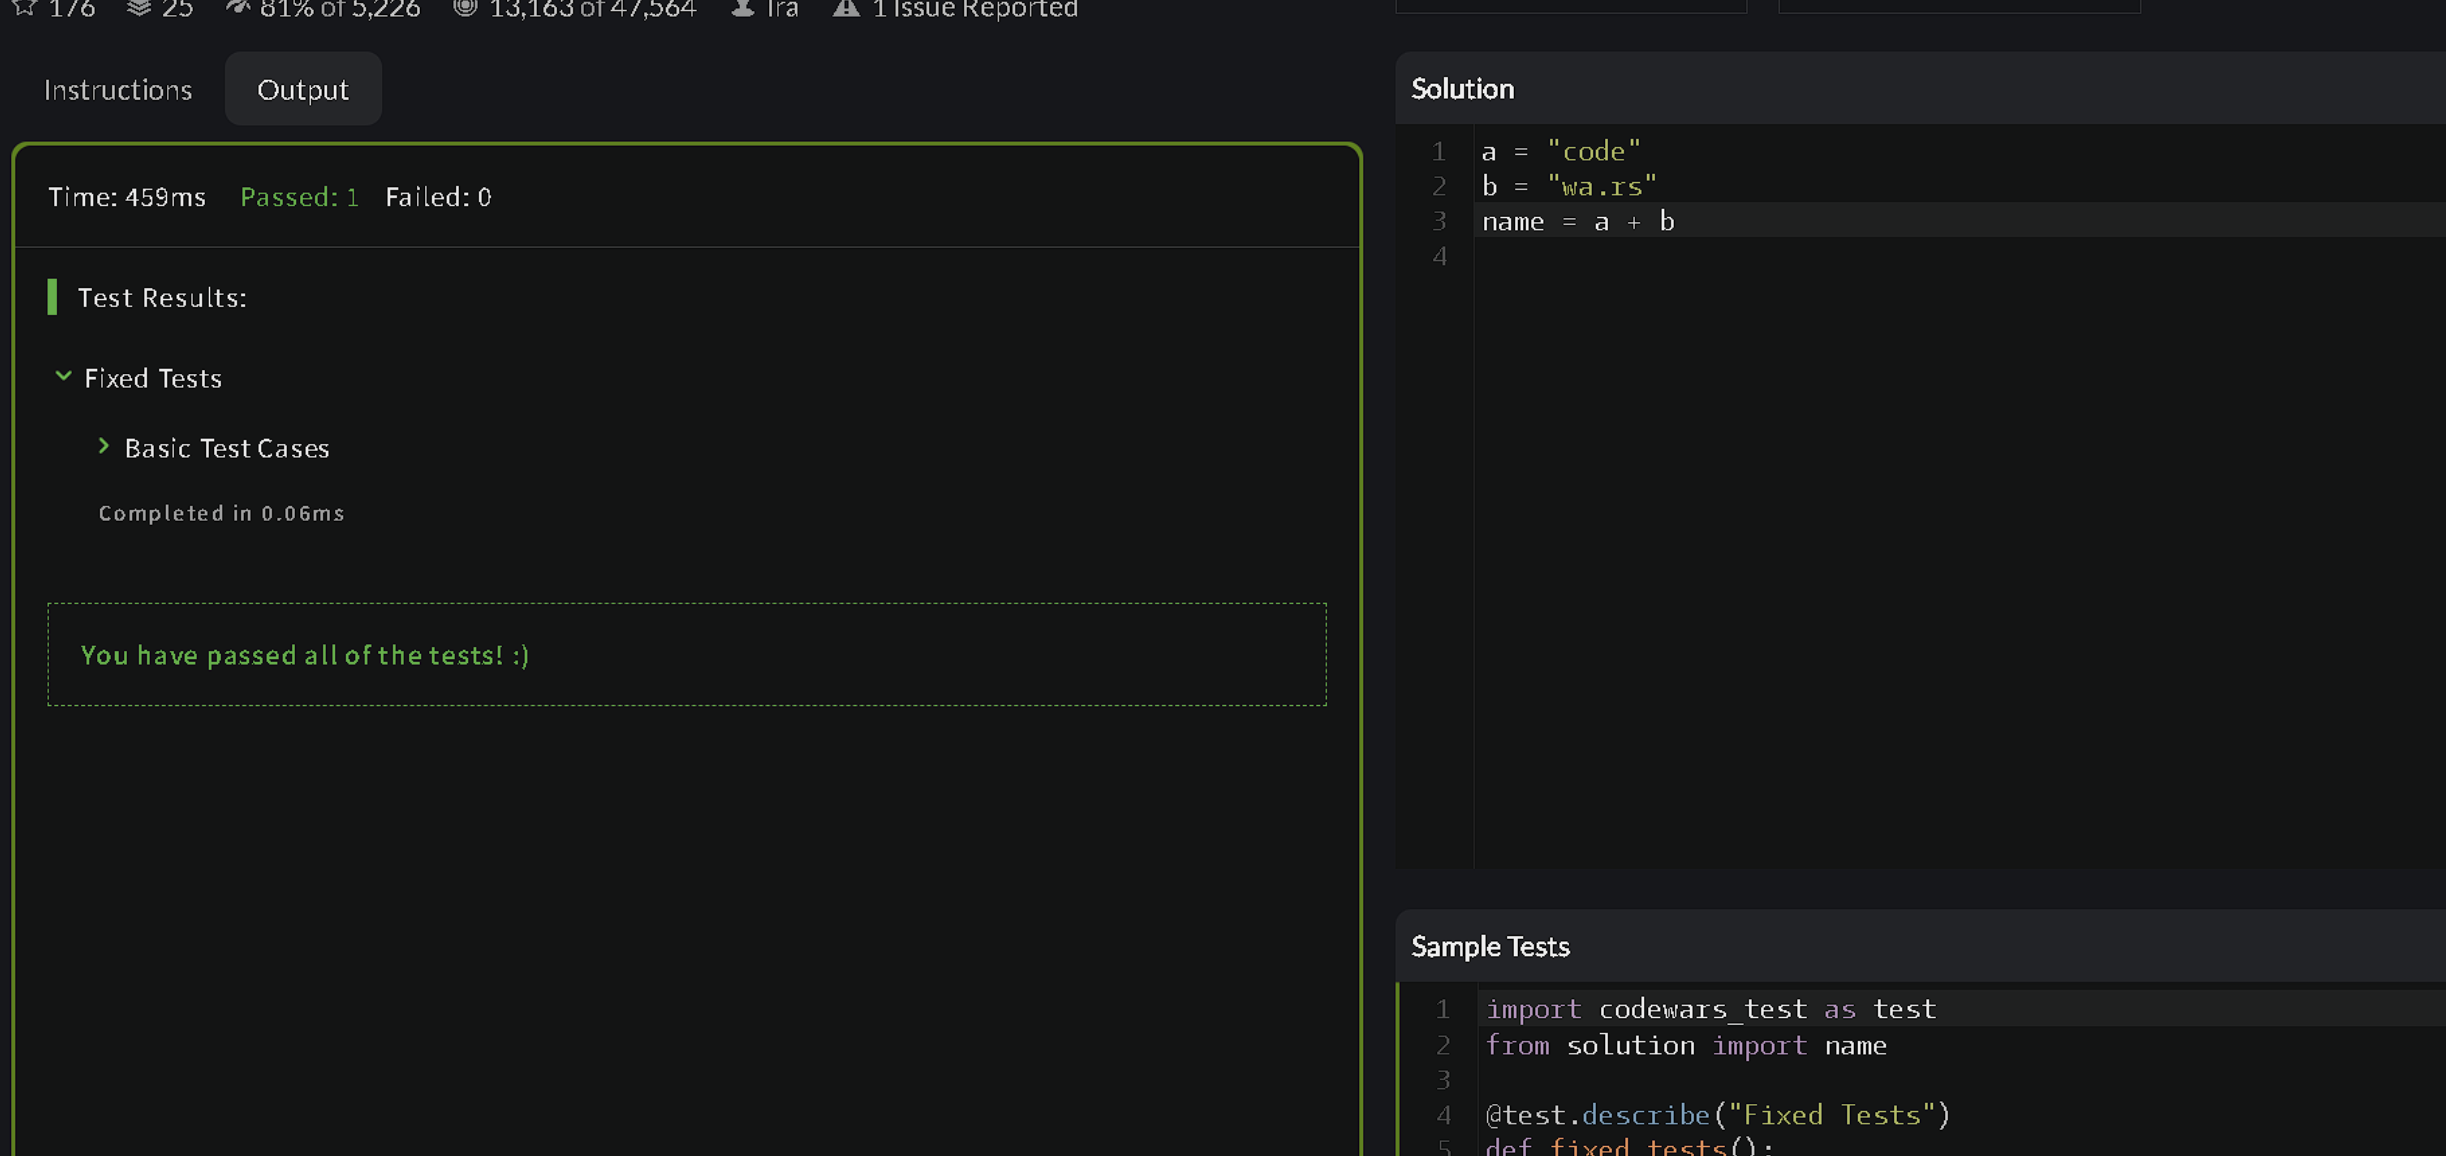 176 25 81% of 5,226 13,163 of 47,564 1 Issue Reported
Instructions Output
Time: 459ms Passed: 1 Failed: 0
Test Results:
Fixed Tests
Basic Test Cases
Completed in 0.06ms
You have passed all of the tests! :)
Solution
1 a = "code"
2 b = "wa.rs"
3 name = a + b
4
Sample Tests
1 import codewars_test as test
2 from solution import name
3
4 @test.describe("Fixed Tests")
5 def fixed_tests():